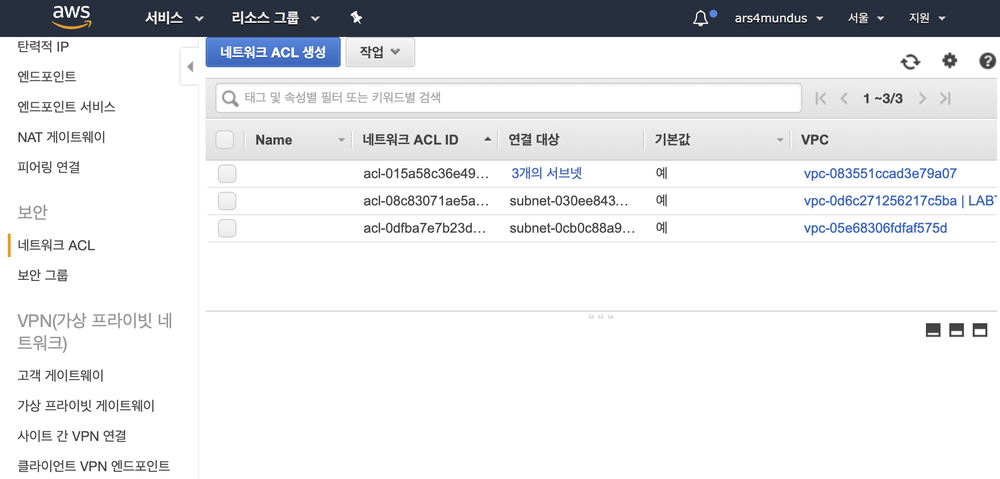 aws 서비스 리소스 그룹 ars4mundus 서울 지원
탄력적 IP
엔드포인트
엔드포인트 서비스
NAT 게이트웨이
피어링 연결
보안
네트워크 ACL
보안 그룹
VPN(가상 프라이빗 네
트워크)
고객 게이트웨이
가상 프라이빗 게이트웨이
사이트 간 VPN 연결
클라이언트 VPN 엔드포인트
네트워크 ACL 생성 작업
태그 및 속성별 필터 또는 키워드별 검색 1 ~3/3
Name 네트워크 ACL ID 연결 대상 기본값 VPC
acl-015a58c36e49... 3개의 서브넷 예 vpc-083551ccad3e79a07
acl-08c83071ae5a... subnet-030ee843... 예 vpc-0d6c271256217c5ba | LAB
acl-0dfba7e7b23d... subnet-0cb0c88a9... 예 vpc-05e68306fdfaf575d